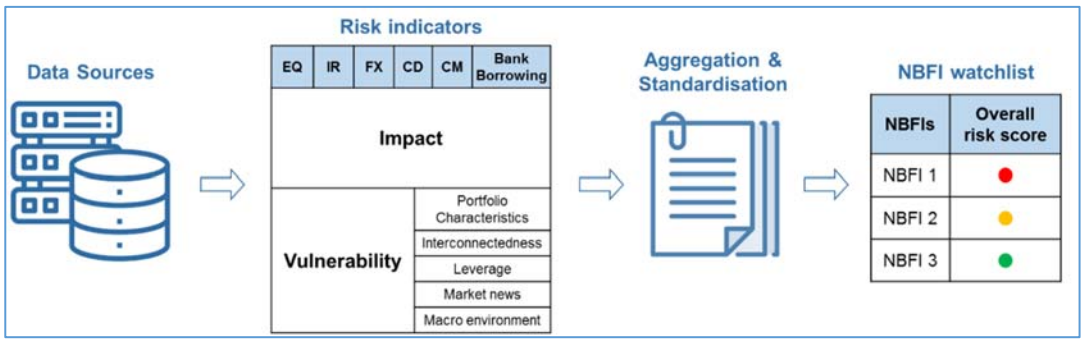 Data Sources
Risk indicators
EQ IR FX CD CM Bank
Borrowing
Impact
Vulnerability
Portfolio
Characteristics
Interconnectedness
Leverage
Market news
Macro environment
Aggregation &
Standardisation
NBFI watchlist
NBFIs Overall
risk score
NBFI 1
NBFI 2
NBFI 3